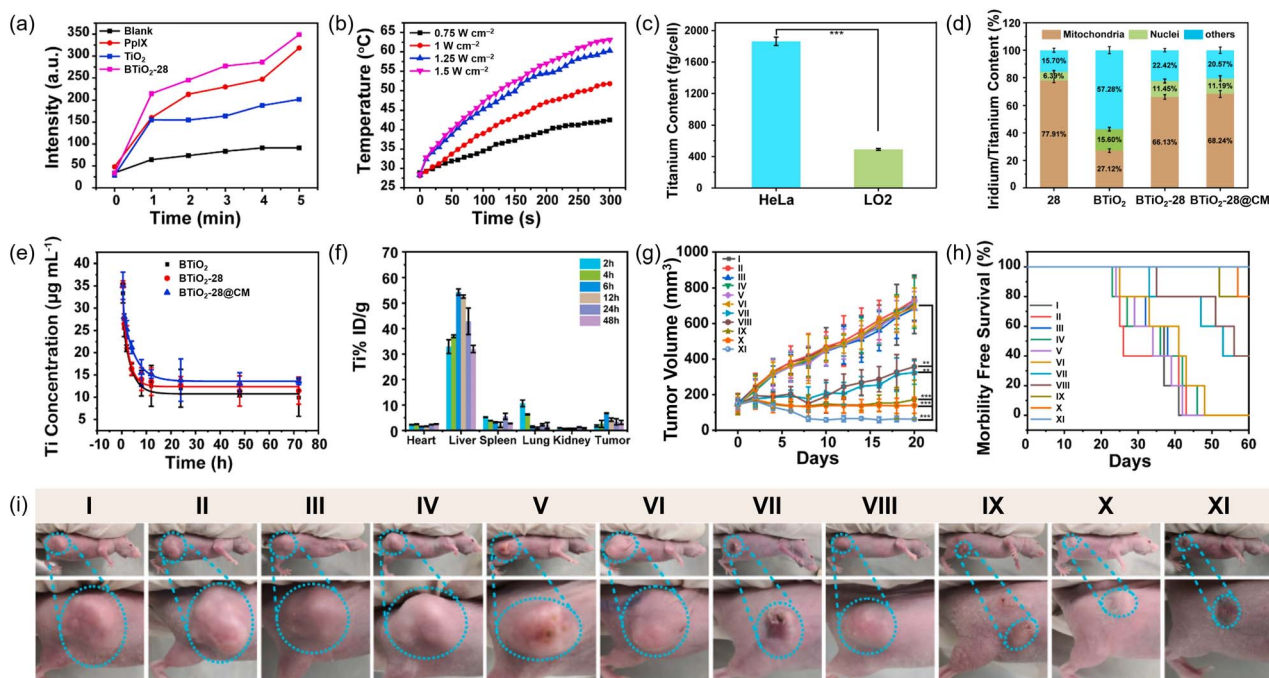 (a)
Blank
PpIX
TiO2
BTiO2-28
Intensity (a.u.)
350
300
250
200
150
100
50
0
0 1 2 3 4 5
Time (min)
(b)
0.75 W cm−2
1 W cm−2
1.25 W cm−2
1.5 W cm−2
Temperature (°C)
65
60
55
50
45
40
35
30
25
0 50 100 150 200 250 300
Time (s)
(c)
***
Titanium Content (fg/cell)
2000
1600
1200
800
400
0
HeLa LO2
(d)
Mitochondria Nuclei others
Iridium/Titanium Content (%)
120
100
80
60
40
20
0
15.70%
6.39%
77.91%
57.28%
15.60%
27.12%
22.42%
11.45%
66.13%
20.57%
11.19%
68.24%
28 BTiO2 BTiO2-28 BTiO2-28@CM
(e)
BTiO2
BTiO2-28
BTiO2-28@CM
Ti Concentration (µg mL-1)
40
35
30
25
20
15
10
5
0
-10 0 10 20 30 40 50 60 70 80
Time (h)
(f)
2h
4h
6h
12h
24h
48h
Ti% ID/g
70
60
50
40
30
20
10
0
Heart Liver Spleen Lung Kidney Tumor
(g)
I
II
III
IV
V
VI
VII
VIII
IX
X
XI
Tumor Volume (mm3)
1000
800
600
400
200
0
0 5 10 15 20
Days
(h)
I
II
III
IV
V
VI
VII
VIII
IX
X
XI
Morbidity Free Survival (%)
100
80
60
40
20
0
0 10 20 30 40 50 60
Days
(i)
I II III IV V VI VII VIII IX X XI